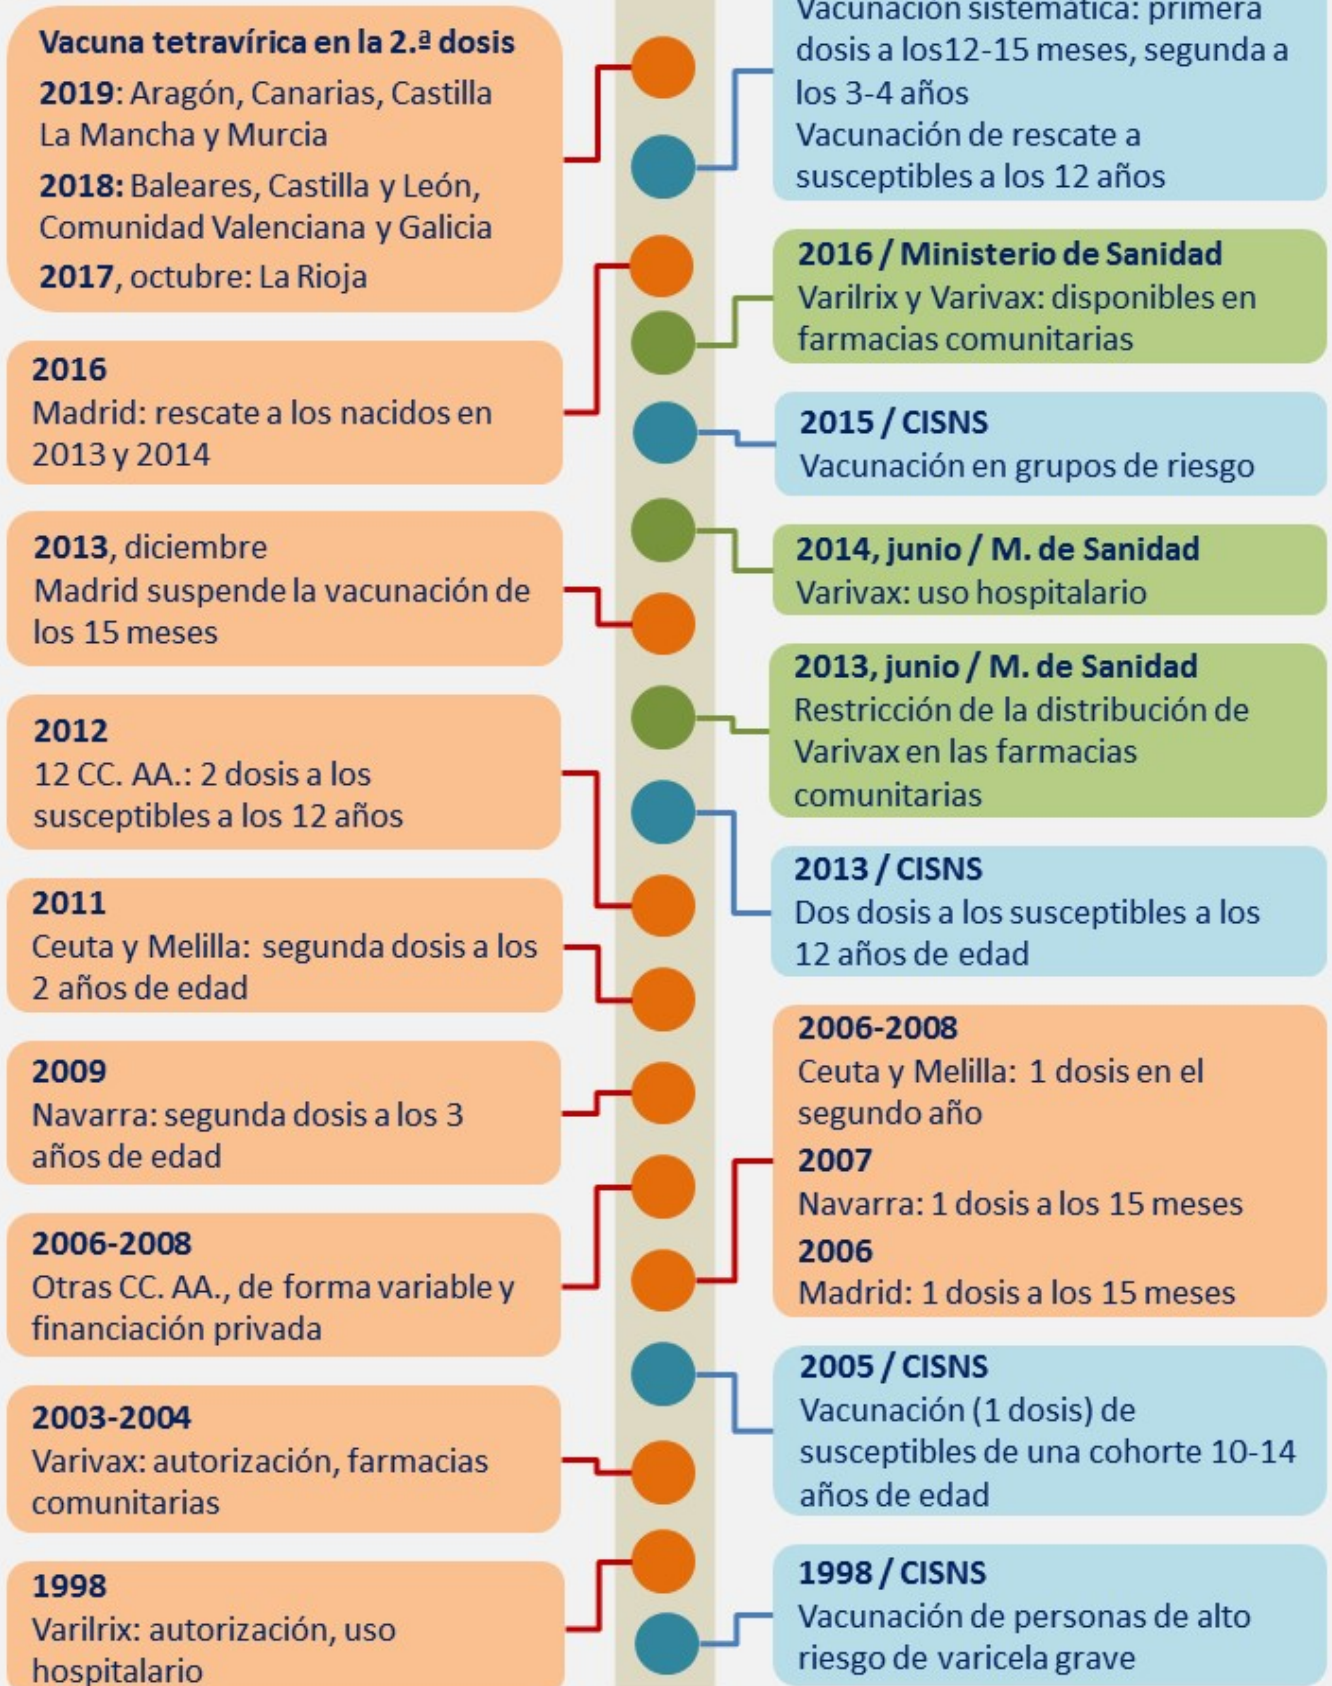 Vacuna tetravírica en la 2.ª dosis
2019: Aragón, Canarias, Castilla
La Mancha y Murcia
2018: Baleares, Castilla y León,
Comunidad Valenciana y Galicia
2017, octubre: La Rioja
2016
Madrid: rescate a los nacidos en
2013 y 2014
2013, diciembre
Madrid suspende la vacunación de
los 15 meses
2012
12 CC. AA.: 2 dosis a los
susceptibles a los 12 años
2011
Ceuta y Melilla: segunda dosis a los
2 años de edad
2009
Navarra: segunda dosis a los 3
años de edad
2006-2008
Otras CC. AA., de forma variable y
financiación privada
2003-2004
Varivax: autorización, farmacias
comunitarias
1998
Varilrix: autorización, uso
hospitalario
Vacunación sistemática: primera
dosis a los12-15 meses, segunda a
los 3-4 años
Vacunación de rescate a
susceptibles a los 12 años
2016 / Ministerio de Sanidad
Varilrix y Varivax: disponibles en
farmacias comunitarias
2015 / CISNS
Vacunación en grupos de riesgo
2014, junio / M. de Sanidad
Varivax: uso hospitalario
2013, junio / M. de Sanidad
Restricción de la distribución de
Varivax en las farmacias
comunitarias
2013 / CISNS
Dos dosis a los susceptibles a los
12 años de edad
2006-2008
Ceuta y Melilla: 1 dosis en el
segundo año
2007
Navarra: 1 dosis a los 15 meses
2006
Madrid: 1 dosis a los 15 meses
2005 / CISNS
Vacunación (1 dosis) de
susceptibles de una cohorte 10-14
años de edad
1998 / CISNS
Vacunación de personas de alto
riesgo de varicela grave